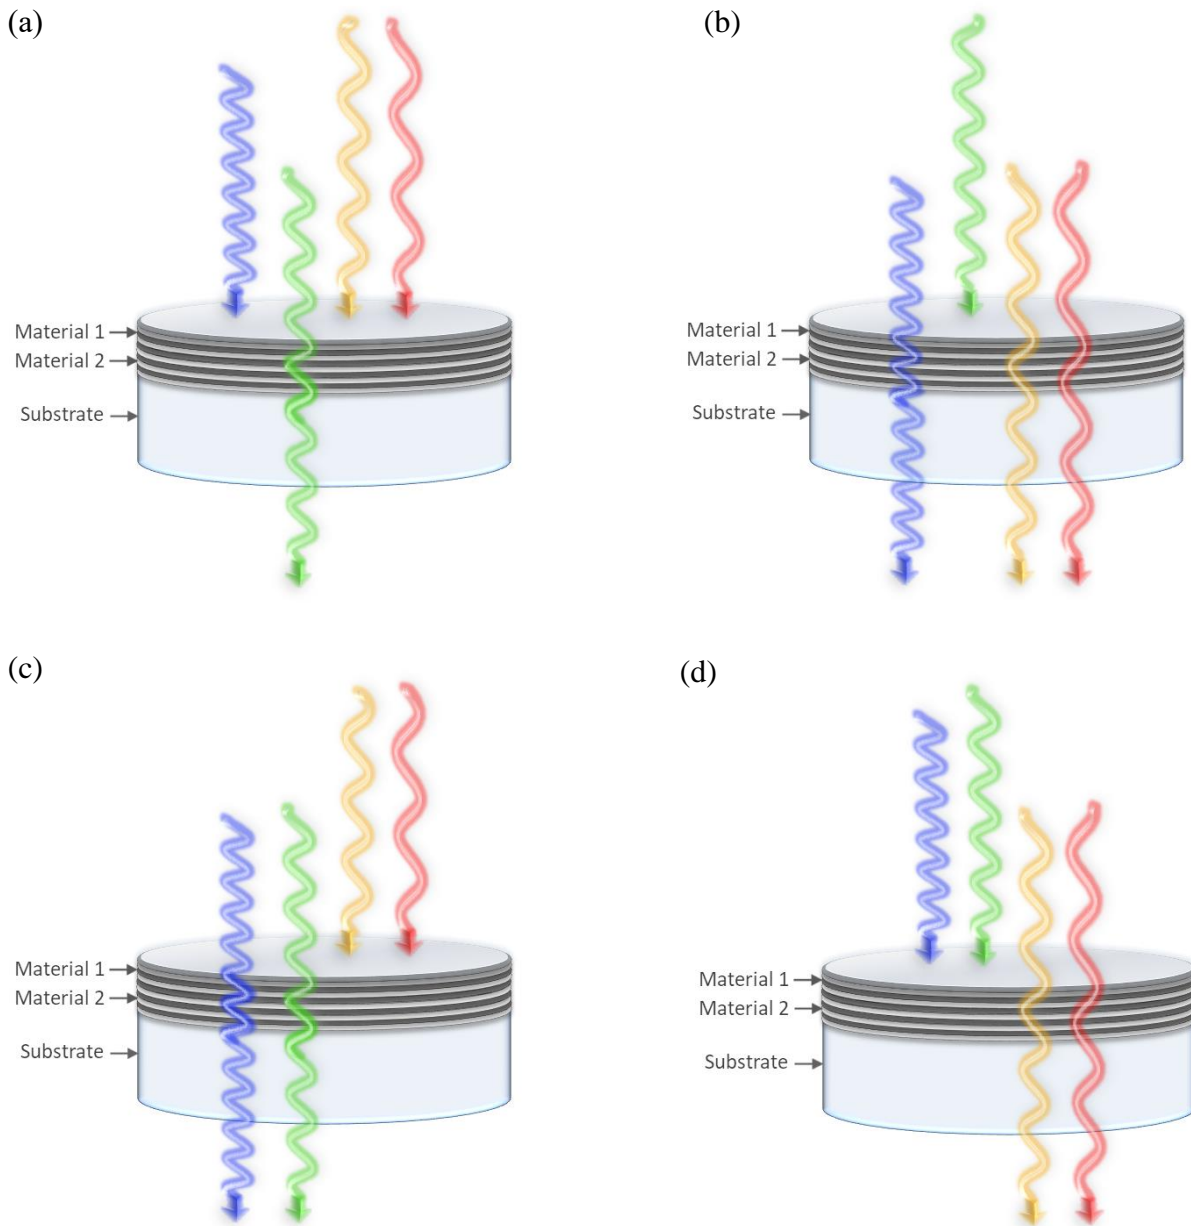 (a)
Material 1
Material 2
Substrate
(b)
Material 1
Material 2
Substrate
(c)
Material 1
Material 2
Substrate
(d)
Material 1
Material 2
Substrate